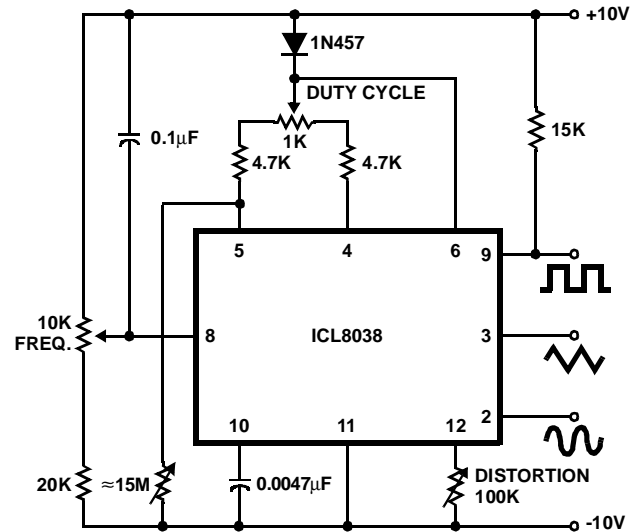 +10V
1N457
DUTY CYCLE
0.1µF
1K
15K
4.7K
4.7K
5
4
6
9
10K
FREQ.
8
ICL8038
3
2
10
11
12
20K
≈15M
0.0047µF
DISTORTION
100K
-10V